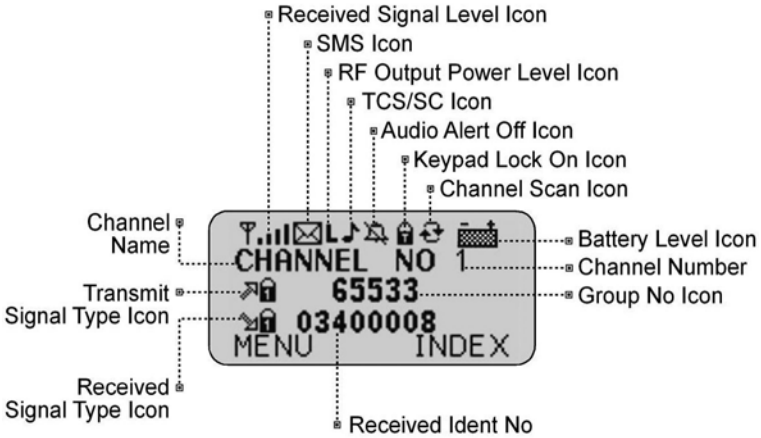 Received Signal Level Icon
SMS Icon
RF Output Power Level Icon
TCS/SC Icon
Audio Alert Off Icon
Keypad Lock On Icon
Channel Scan Icon
Channel
Name
Battery Level Icon
L
CHANNEL NO 1
Channel Number
Transmit
Signal Type Icon
65533
Group No Icon
03400008
MENU INDEX
Received
Signal Type Icon
Received Ident No